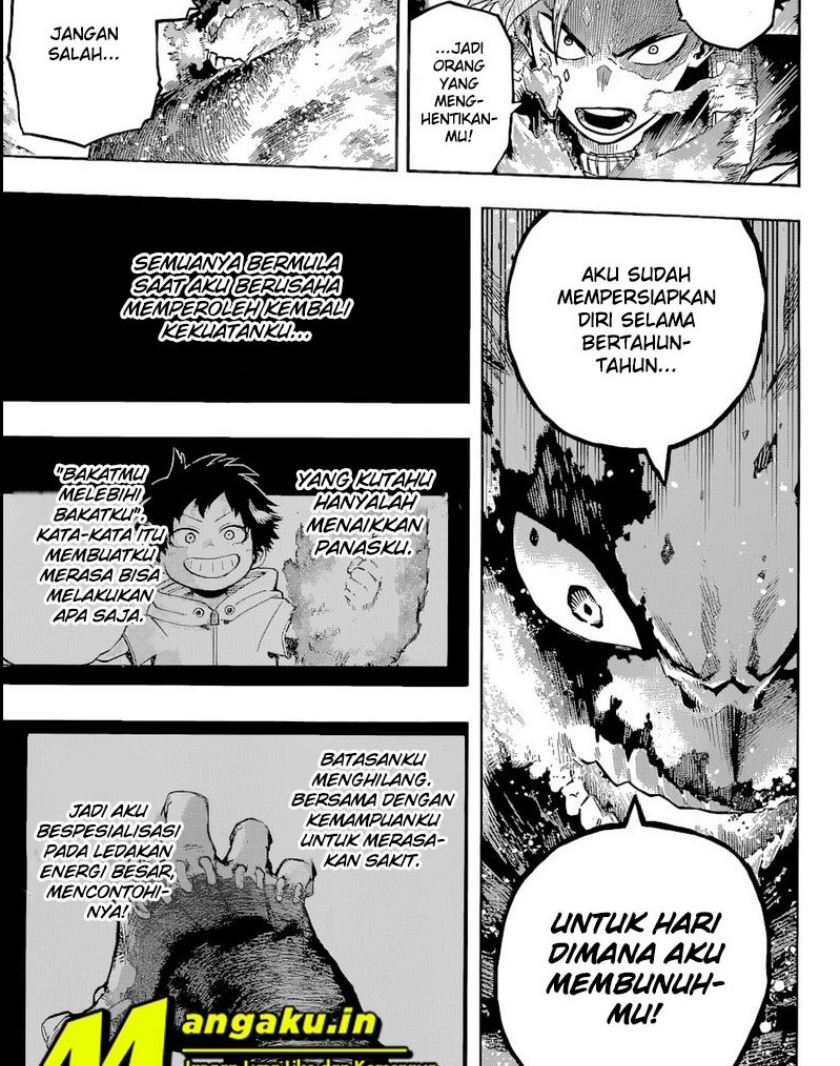 ...JADI
ORANG
YANG
MENG-
HENTIKAN-
MU!
JANGAN
SALAH...
AKU SUDAH
MEMPERSIAPKAN
DIRI SELAMA
BERTAHUN-
TAHUN...
UNTUK HARI
DIMANA AKU
MEMBUNUH-
MU!
SEMUANYA BERMULA
SAAT AKU BERUSAHA
MEMPEROLEH KEMBALI
KEKUATANKU...
YANG KUTAHU
HANYALAH
MENAIKKAN
PANASKU.
"BAKATMU
MELEBIHI
BAKATKU".
KATA-KATA ITU
MEMBUATKU
MERASA BISA
MELAKUKAN
APA SAJA.
BATASANKU
MENGHILANG.
BERSAMA DENGAN
KEMAMPUANKU
UNTUK MERASA-
KAN SAKIT.
JADI AKU
BESPESIALISASI
PADA LEDAKAN
ENERGI BESAR,
MENCONTOHI-
NYA!
Mangaku.in